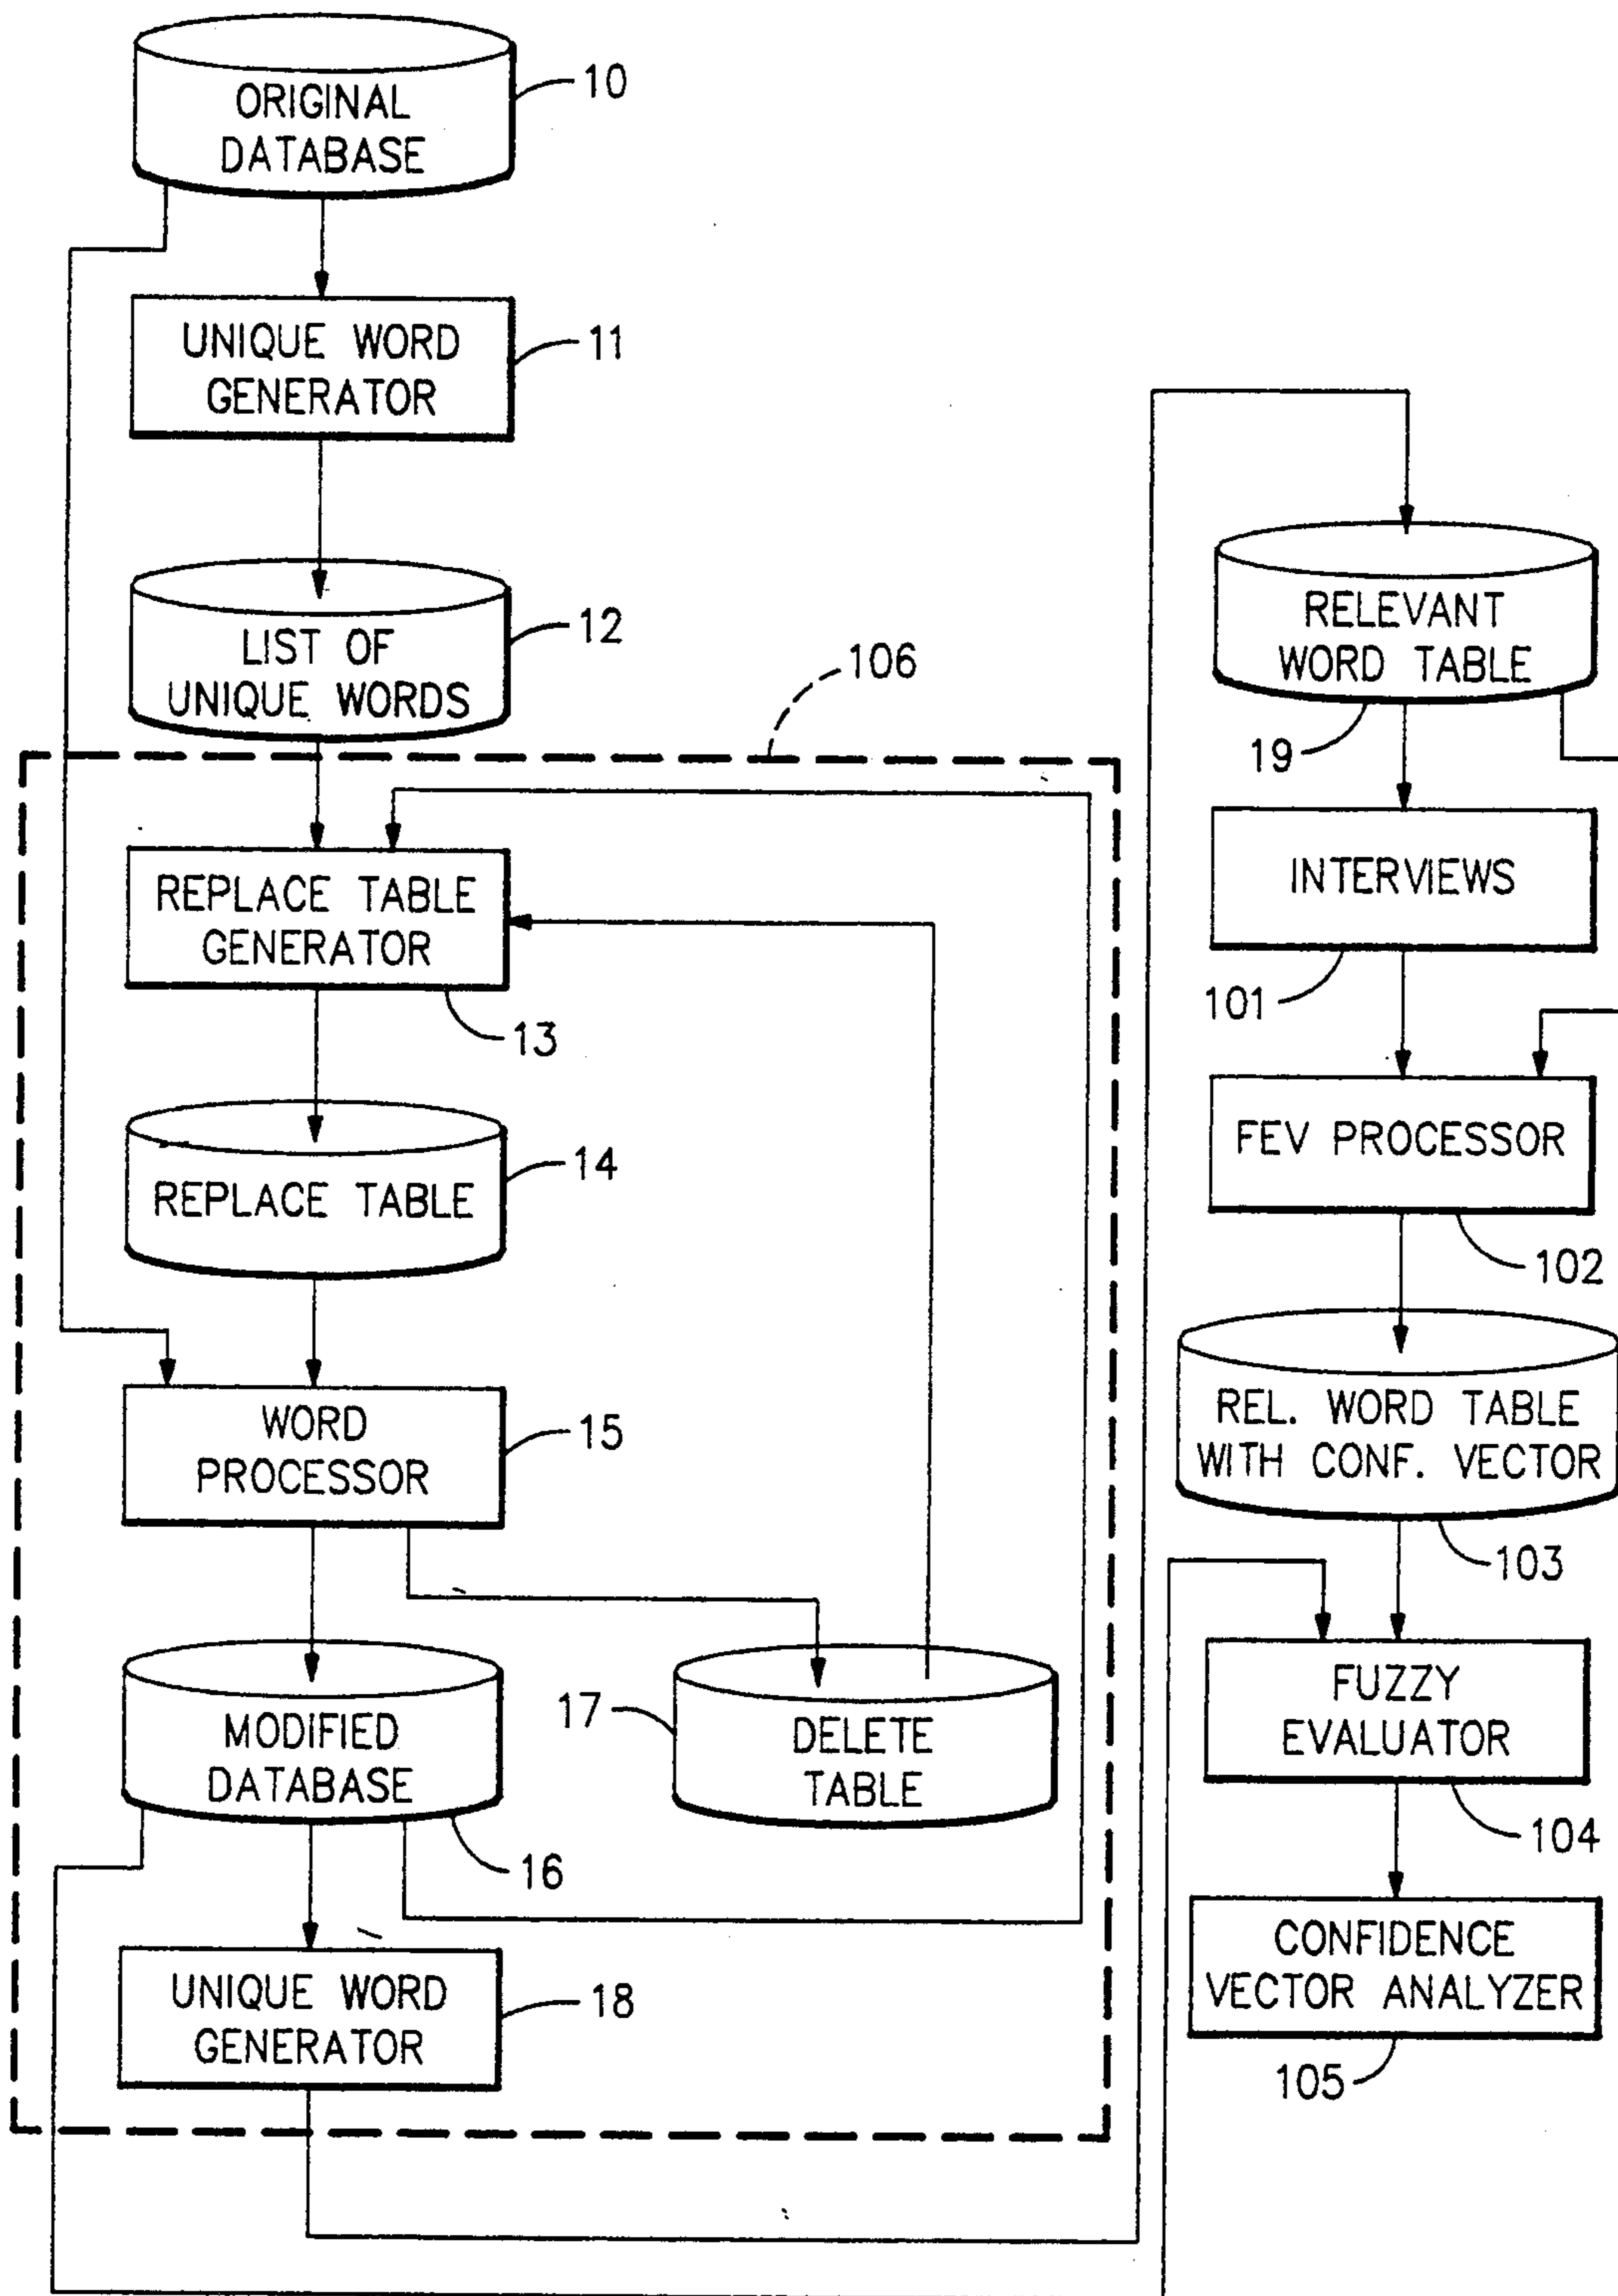 ORIGINAL
DATABASE
10
UNIQUE WORD
GENERATOR
11
LIST OF
UNIQUE WORDS
12
106
REPLACE TABLE
GENERATOR
13
REPLACE TABLE
14
WORD
PROCESSOR
15
MODIFIED
DATABASE
16
17
DELETE
TABLE
UNIQUE WORD
GENERATOR
18
RELEVANT
WORD TABLE
19
INTERVIEWS
101
FEV PROCESSOR
102
REL. WORD TABLE
WITH CONF. VECTOR
103
FUZZY
EVALUATOR
104
CONFIDENCE
VECTOR ANALYZER
105